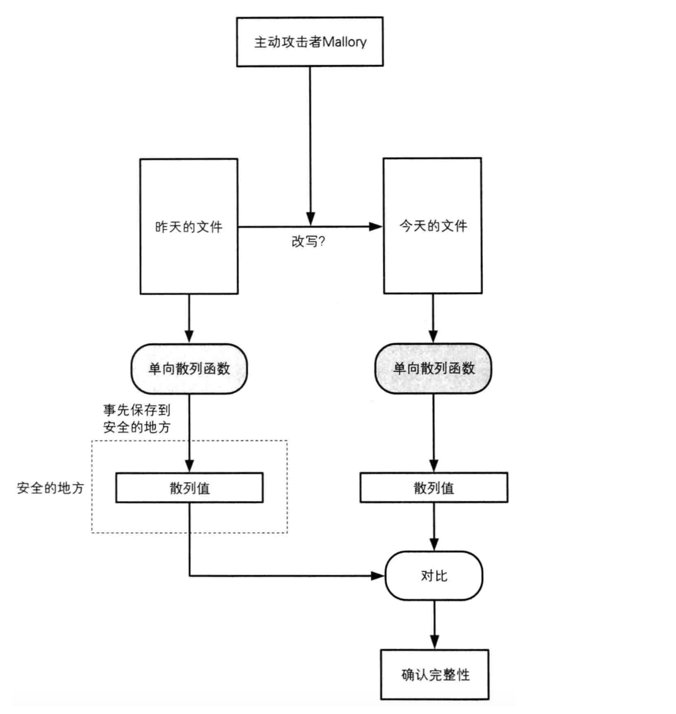 主动攻击者Mallory
昨天的文件
改写?
今天的文件
单向散列函数
单向散列函数
事先保存到
安全的地方
安全的地方
散列值
散列值
对比
确认完整性